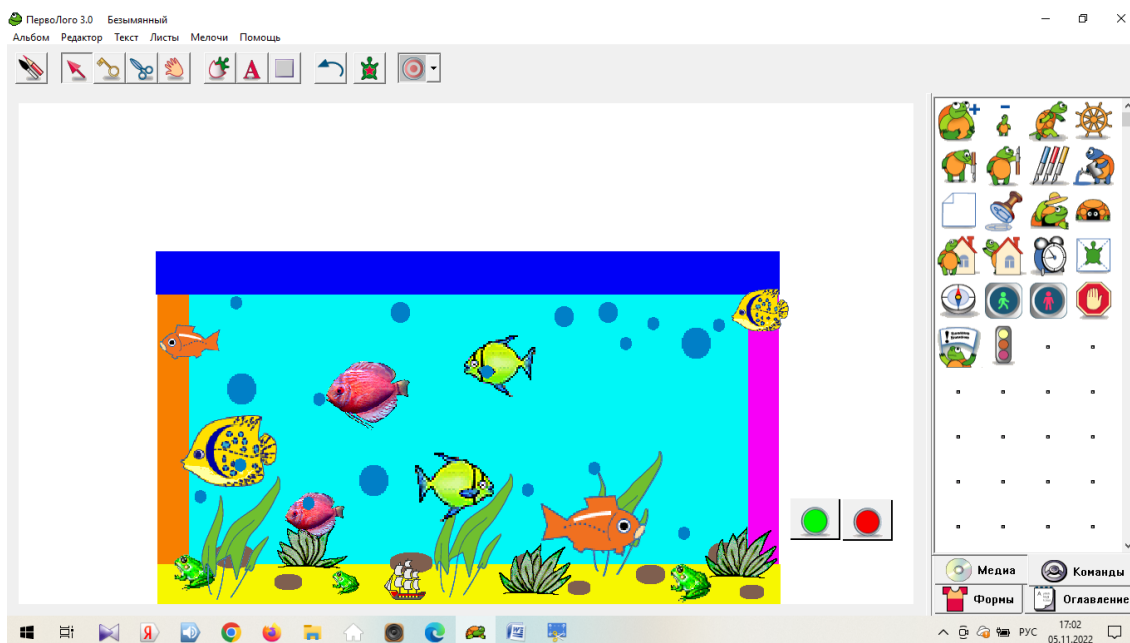 ПервоЛого 3.0 Безымянный
Альбом Редактор Текст Листы Мелочи Помощь
A
Медиа Команды
Формы Оглавление
РУС 17:02
05.11.2022